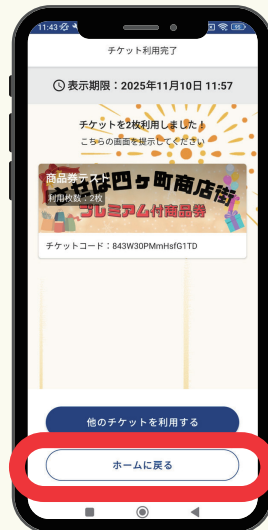 11:43
チケット利用完了
表示期限：2025年11月10日 11:57
チケットを2枚利用しました！
こちらの画面を提示してください
商品券テスト
利用枚数：2枚
させぼ四ヶ町商店街
プレミアム付商品券
チケットコード：843W30PMmHsfG1TD
他のチケットを利用する
ホームに戻る